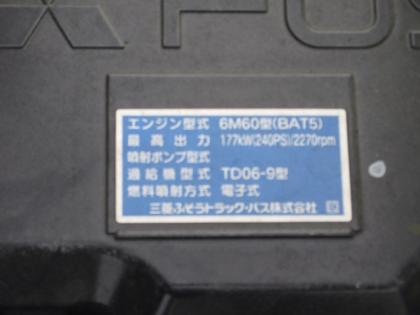 FUS
エンジン型式 6M60型(BAT5)
最高出力 177kW(240PS)/2270rpm
噴射ポンプ型式
過給機型式 TD06-9型
燃料噴射方式 電子式
三菱ふそうトラック・バス株式会社